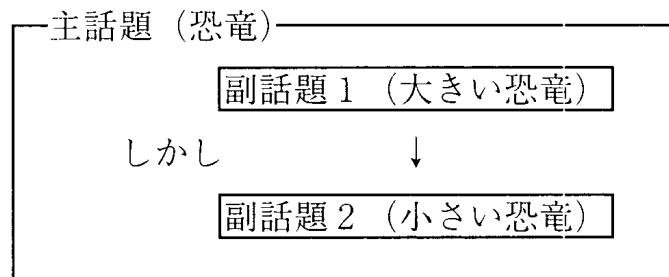 主話題（恐竜）
副話題１（大きい恐竜）
しかし ↓
副話題２（小さい恐竜）